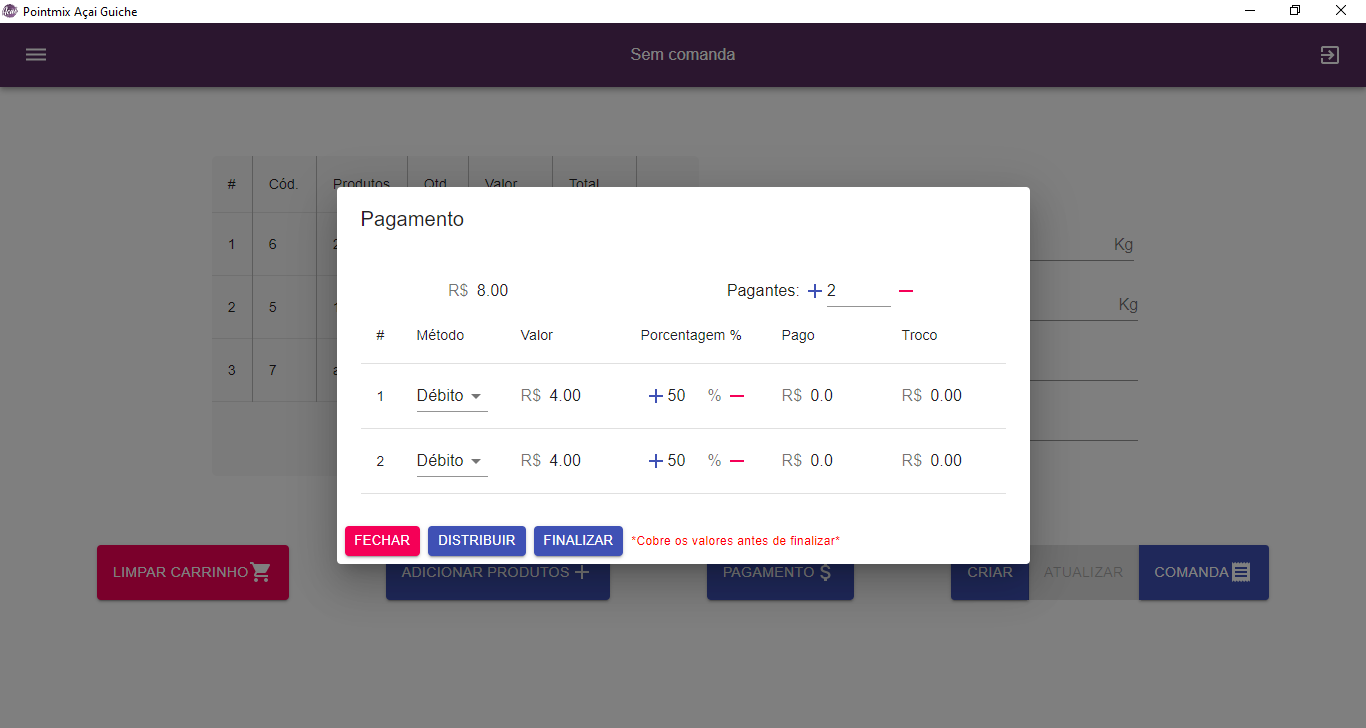 Pointmix Açai Guiche
Sem comanda
# Cód. Produtos Qtd. Valor Total
1 6 2
2 5
3 7
Kg
Kg
Pagamento
R$ 8.00 Pagantes: + 2 —
# Método Valor Porcentagem % Pago Troco
1 Débito R$ 4.00 + 50 % — R$ 0.0 R$ 0.00
2 Débito R$ 4.00 + 50 % — R$ 0.0 R$ 0.00
FECHAR DISTRIBUIR FINALIZAR *Cobre os valores antes de finalizar*
LIMPAR CARRINHO ADICIONAR PRODUTOS + PAGAMENTO $ CRIAR ATUALIZAR COMANDA